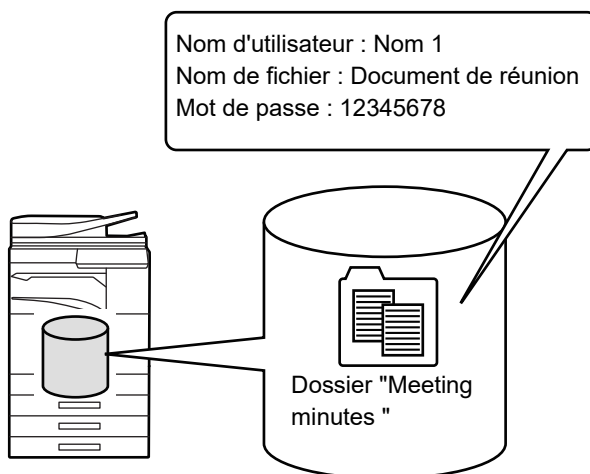 Nom d'utilisateur : Nom 1
Nom de fichier : Document de réunion
Mot de passe : 12345678
Dossier "Meeting
minutes "